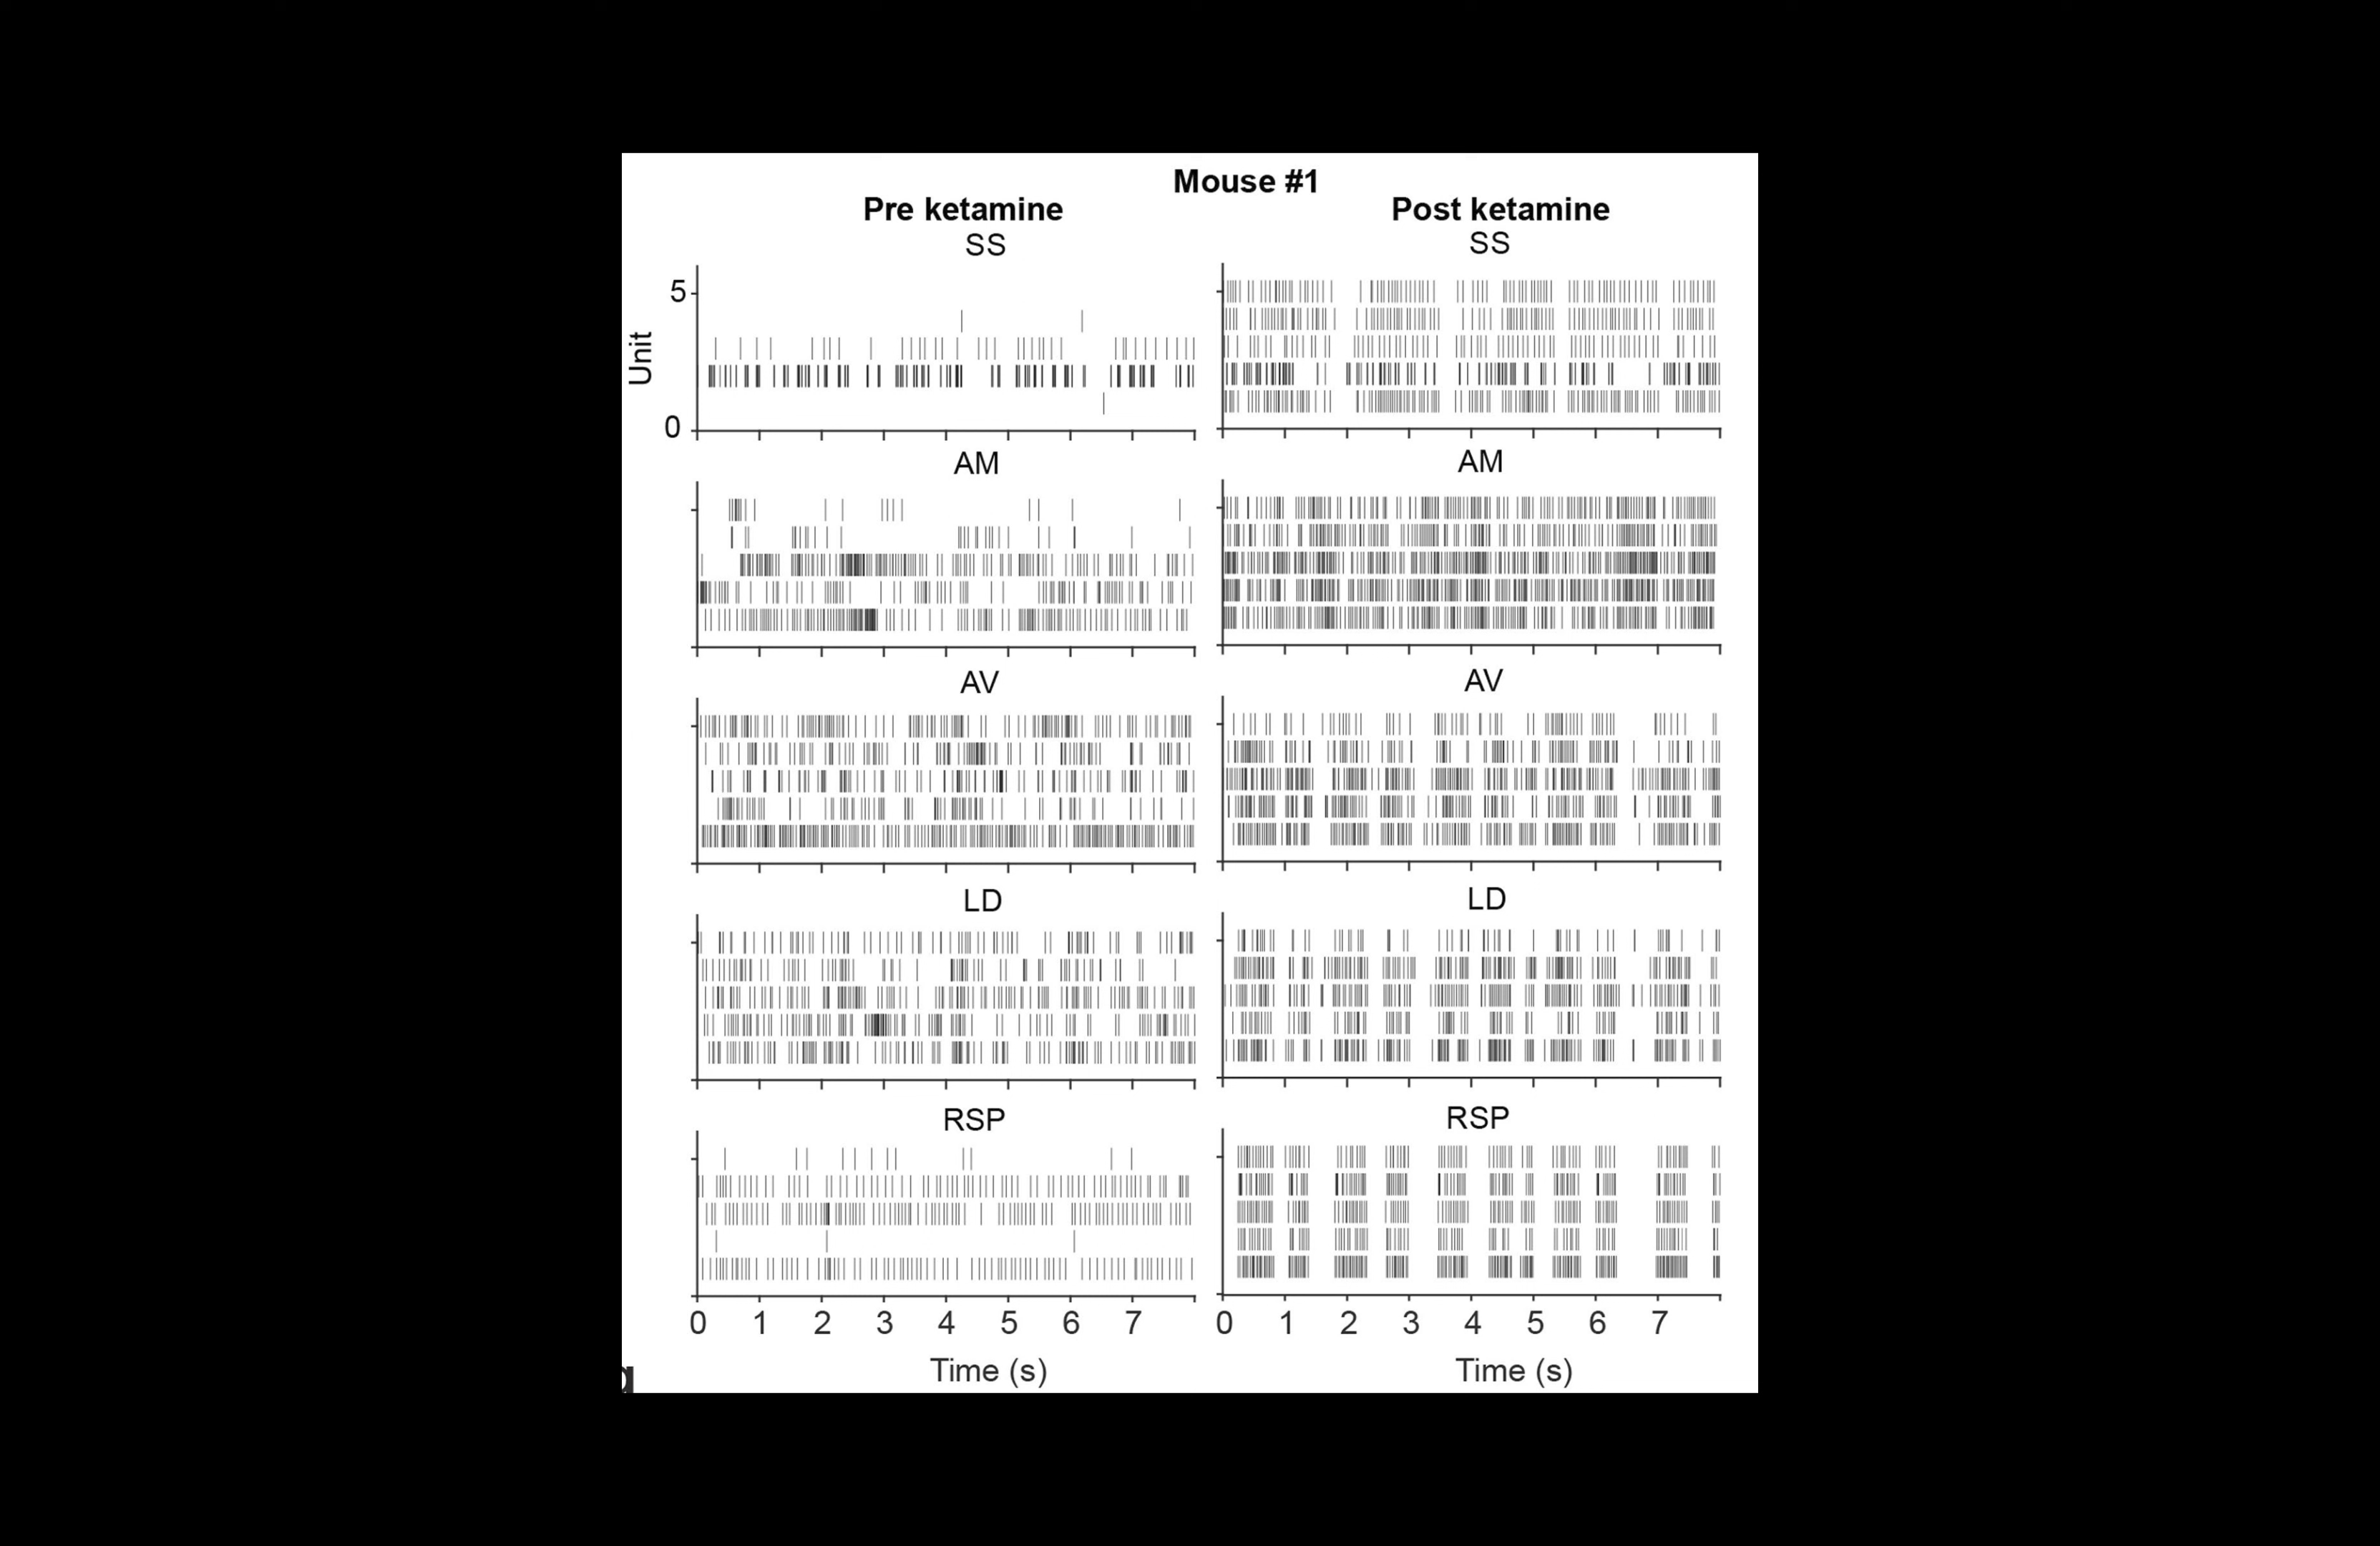 Mouse #1
Pre ketamine Post ketamine
SS SS
5
Unit
0
AM AM
AV AV
LD LD
RSP RSP
0 1 2 3 4 5 6 7 0 1 2 3 4 5 6 7
Time (s) Time (s)